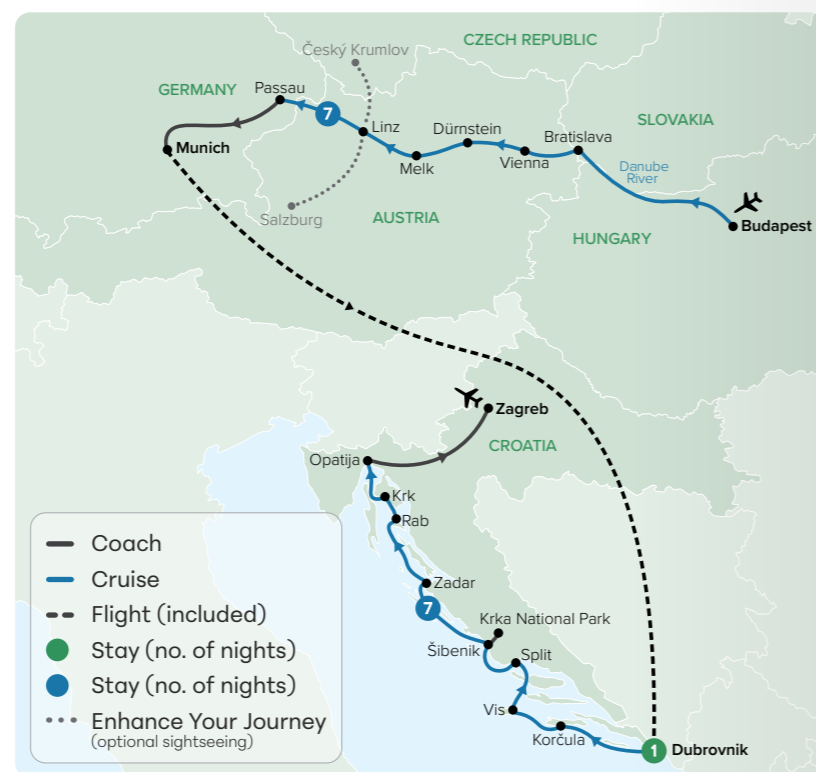 CZECH REPUBLIC
Český Krumlov
GERMANY
Passau
7
Linz
Dürnstein
Bratislava
SLOVAKIA
Munich
Melk
Vienna
Danube
River
Salzburg
AUSTRIA
HUNGARY
Budapest
Zagreb
CROATIA
Opatija
Krk
Rab
Zadar
7
Krka National Park
Šibenik
Split
Vis
Korčula
1
Dubrovnik
Coach
Cruise
Flight (included)
Stay (no. of nights)
Stay (no. of nights)
Enhance Your Journey
(optional sightseeing)